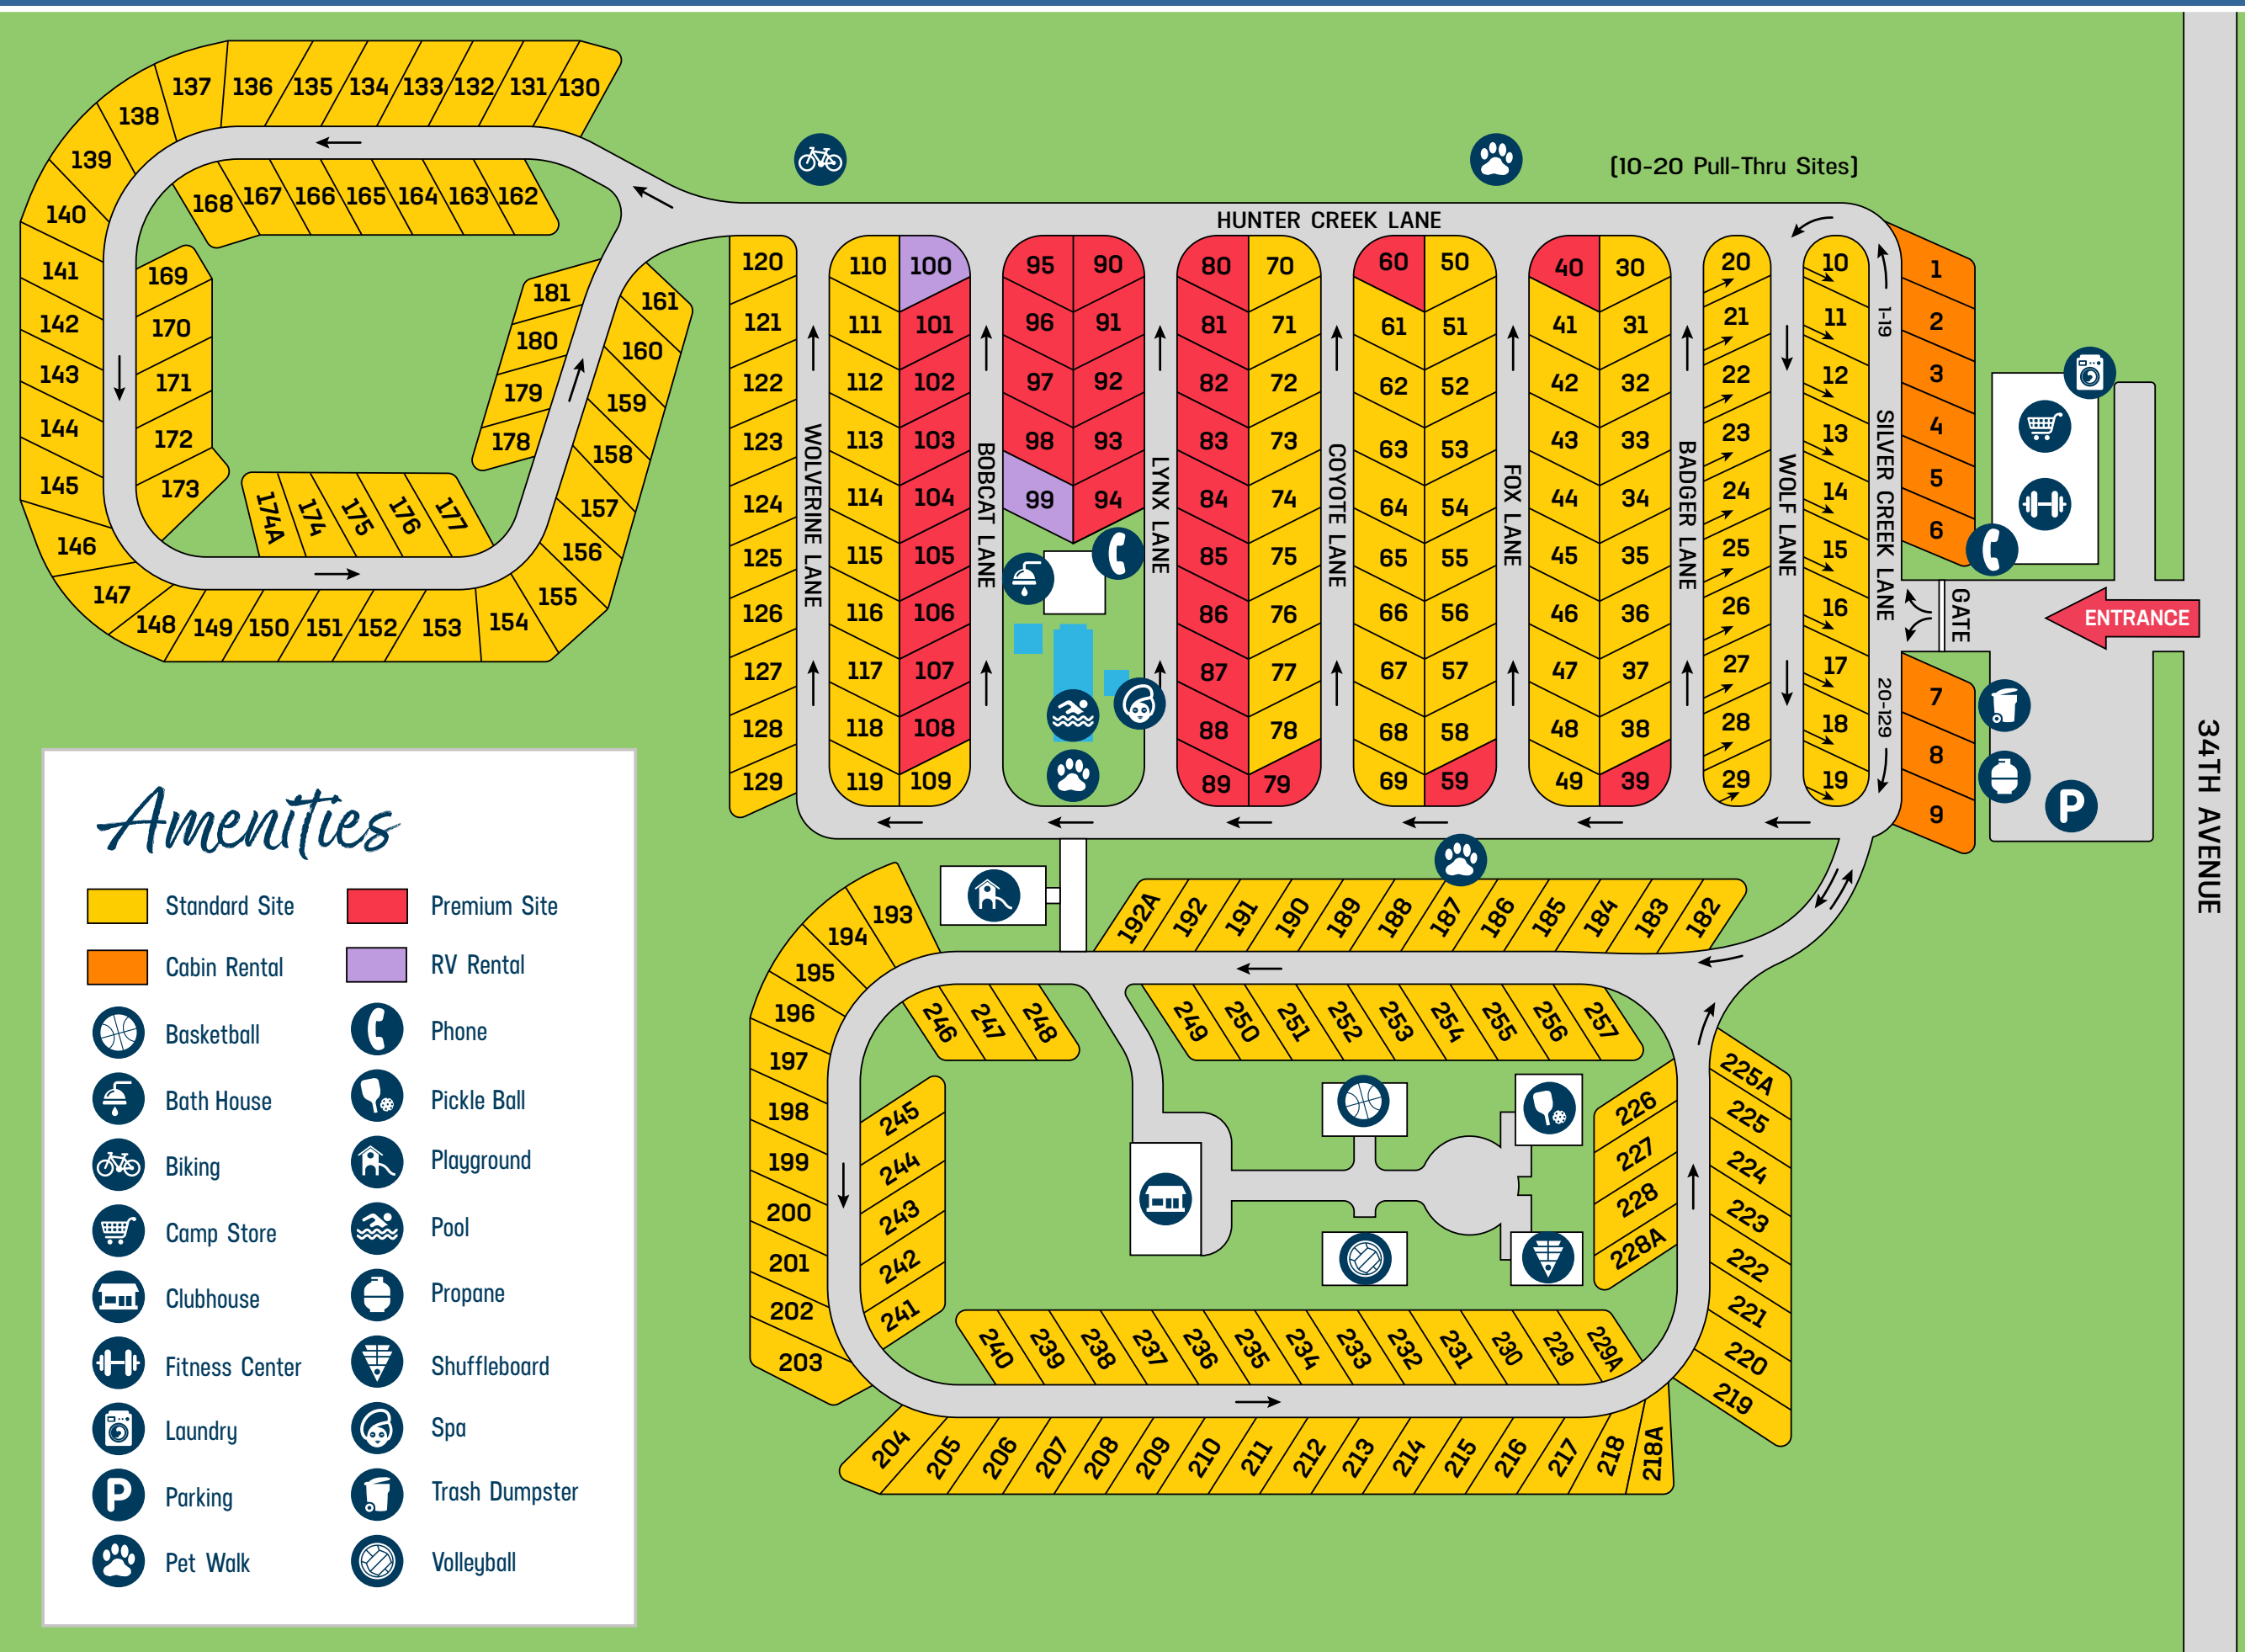 137 136 135 134 133 132 131 130
138
139
140
141
142
143
144
145
146
147
148 149 150 151 152 153 154 155
156
157
158
159
160
161
168 167 166 165 164 163 162
169
170
171
172
173
174A 174 175 176 177
178
179
180
181
[10-20 Pull-Thru Sites]
HUNTER CREEK LANE
120
121
122
123
124
125
126
127
128
129
WOLVERINE LANE
110 100
111 101
112 102
113 103
114 104
115 105
116 106
117 107
118 108
119 109
BOBCAT LANE
95 90
96 91
97 92
98 93
99 94
LYNX LANE
80 70
81 71
82 72
83 73
84 74
85 75
86 76
87 77
88 78
89 79
COYOTE LANE
60 50
61 51
62 52
63 53
64 54
65 55
66 56
67 57
68 58
69 59
FOX LANE
40 30
41 31
42 32
43 33
44 34
45 35
46 36
47 37
48 38
49 39
BADGER LANE
20
21
22
23
24
25
26
27
28
29
WOLF LANE
10
11
12
13
14
15
16
17
18
19
1-19
SILVER CREEK LANE
20-129
1
2
3
4
5
6
GATE
ENTRANCE
7
8
9
P
34TH AVENUE
192A 192 191 190 189 188 187 186 185 184 183 182
193
194
195
196
197
198
199
200
201
202
203
246 247 248
249 250 251 252 253 254 255 256 257
245
244
243
242
241
226
227
228
228A
225A
225
224
223
222
221
220
219
240 239 238 237 236 235 234 233 232 231 230 229 229A
204 205 206 207 208 209 210 211 212 213 214 215 216 217 218 218A
Amenities
Standard Site
Premium Site
Cabin Rental
RV Rental
Basketball
Phone
Bath House
Pickle Ball
Biking
Playground
Camp Store
Pool
Clubhouse
Propane
Fitness Center
Shuffleboard
Laundry
Spa
P Parking
Trash Dumpster
Pet Walk
Volleyball